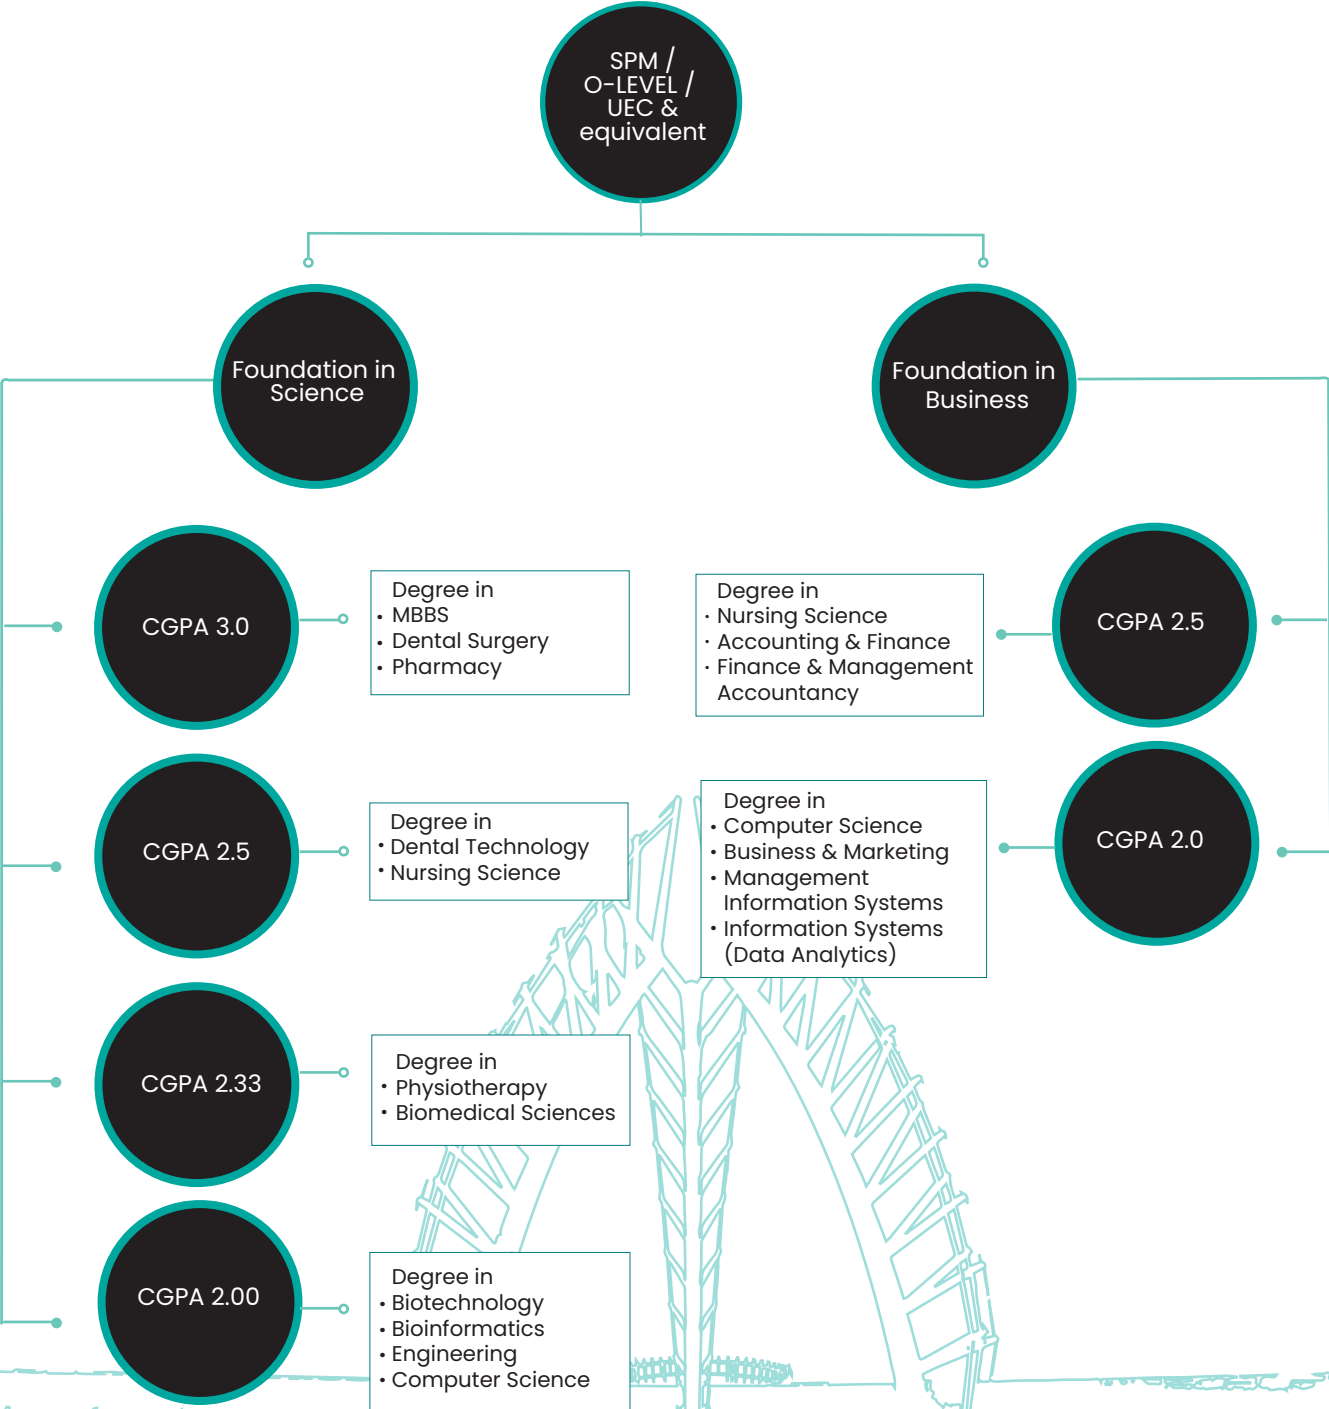 SPM /
O-LEVEL /
UEC &
equivalent
Foundation in
Science
Foundation in
Business
CGPA 3.0
Degree in
• MBBS
• Dental Surgery
• Pharmacy
CGPA 2.5
Degree in
• Dental Technology
• Nursing Science
CGPA 2.33
Degree in
• Physiotherapy
• Biomedical Sciences
CGPA 2.00
Degree in
• Biotechnology
• Bioinformatics
• Engineering
• Computer Science
Degree in
· Nursing Science
· Accounting & Finance
· Finance & Management
Accountancy
CGPA 2.5
Degree in
• Computer Science
• Business & Marketing
• Management
Information Systems
• Information Systems
(Data Analytics)
CGPA 2.0